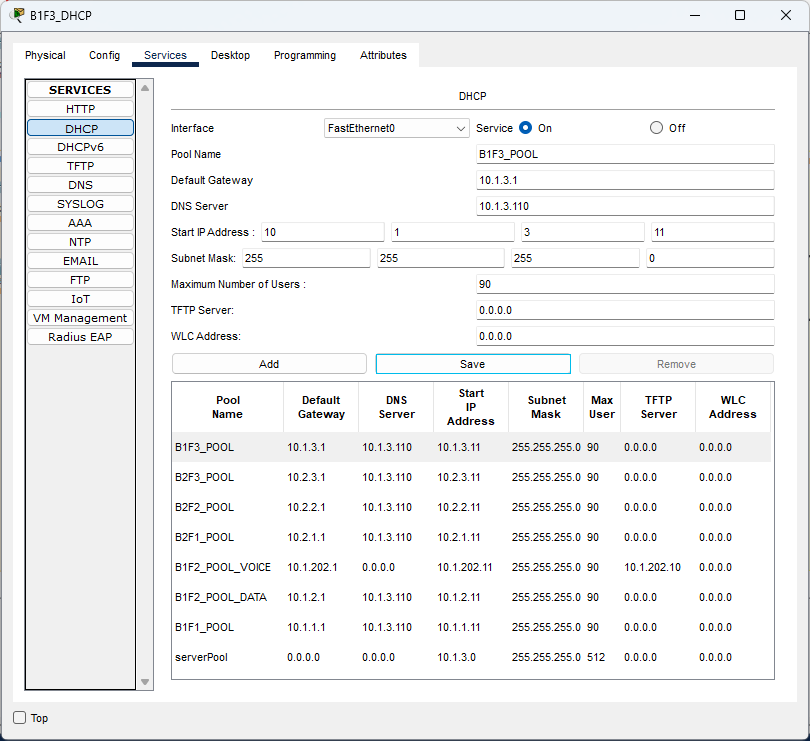 B1F3_DHCP
Physical Config Services Desktop Programming Attributes
SERVICES
HTTP
DHCP
DHCPv6
TFTP
DNS
SYSLOG
AAA
NTP
EMAIL
FTP
IoT
VM Management
Radius EAP
DHCP
Interface FastEthernet0 Service On Off
Pool Name B1F3_POOL
Default Gateway 10.1.3.1
DNS Server 10.1.3.110
Start IP Address : 10 1 3 11
Subnet Mask: 255 255 255 0
Maximum Number of Users : 90
TFTP Server: 0.0.0.0
WLC Address: 0.0.0.0
Add Save Remove
Pool Name Default Gateway DNS Server Start IP Address Subnet Mask Max User TFTP Server WLC Address
B1F3_POOL 10.1.3.1 10.1.3.110 10.1.3.11 255.255.255.0 90 0.0.0.0 0.0.0.0
B2F3_POOL 10.2.3.1 10.1.3.110 10.2.3.11 255.255.255.0 90 0.0.0.0 0.0.0.0
B2F2_POOL 10.2.2.1 10.1.3.110 10.2.2.11 255.255.255.0 90 0.0.0.0 0.0.0.0
B2F1_POOL 10.2.1.1 10.1.3.110 10.2.1.11 255.255.255.0 90 0.0.0.0 0.0.0.0
B1F2_POOL_VOICE 10.1.202.1 0.0.0.0 10.1.202.11 255.255.255.0 90 10.1.202.10 0.0.0.0
B1F2_POOL_DATA 10.1.2.1 10.1.3.110 10.1.2.11 255.255.255.0 90 0.0.0.0 0.0.0.0
B1F1_POOL 10.1.1.1 10.1.3.110 10.1.1.11 255.255.255.0 90 0.0.0.0 0.0.0.0
serverPool 0.0.0.0 0.0.0.0 10.1.3.0 255.255.255.0 512 0.0.0.0 0.0.0.0
Top